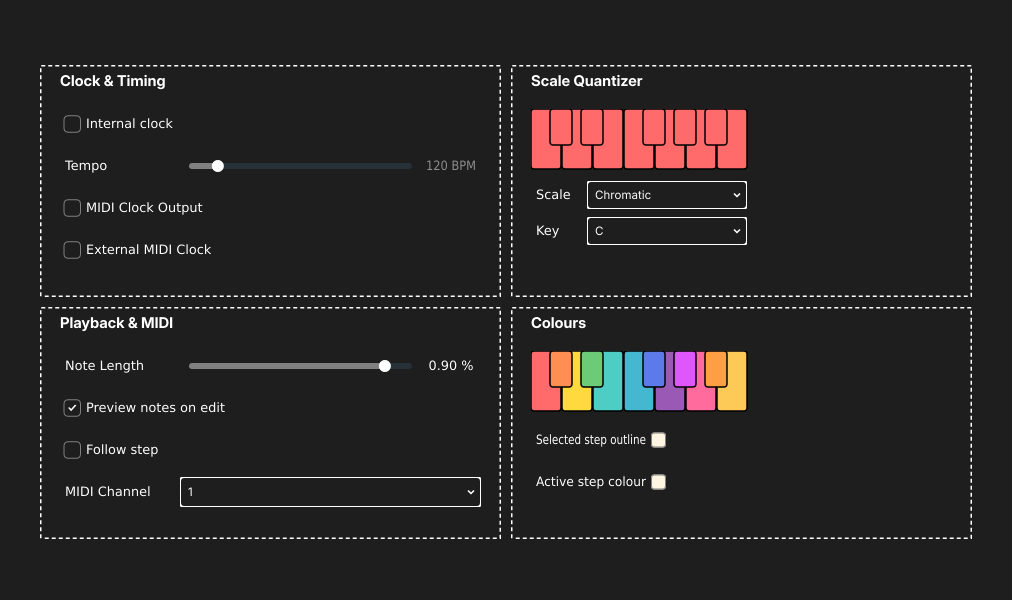 Clock & Timing
Internal clock
Tempo 120 BPM
MIDI Clock Output
External MIDI Clock
Scale Quantizer
Scale Chromatic
Key C
Playback & MIDI
Note Length 0.90 %
Preview notes on edit
Follow step
MIDI Channel 1
Colours
Selected step outline
Active step colour